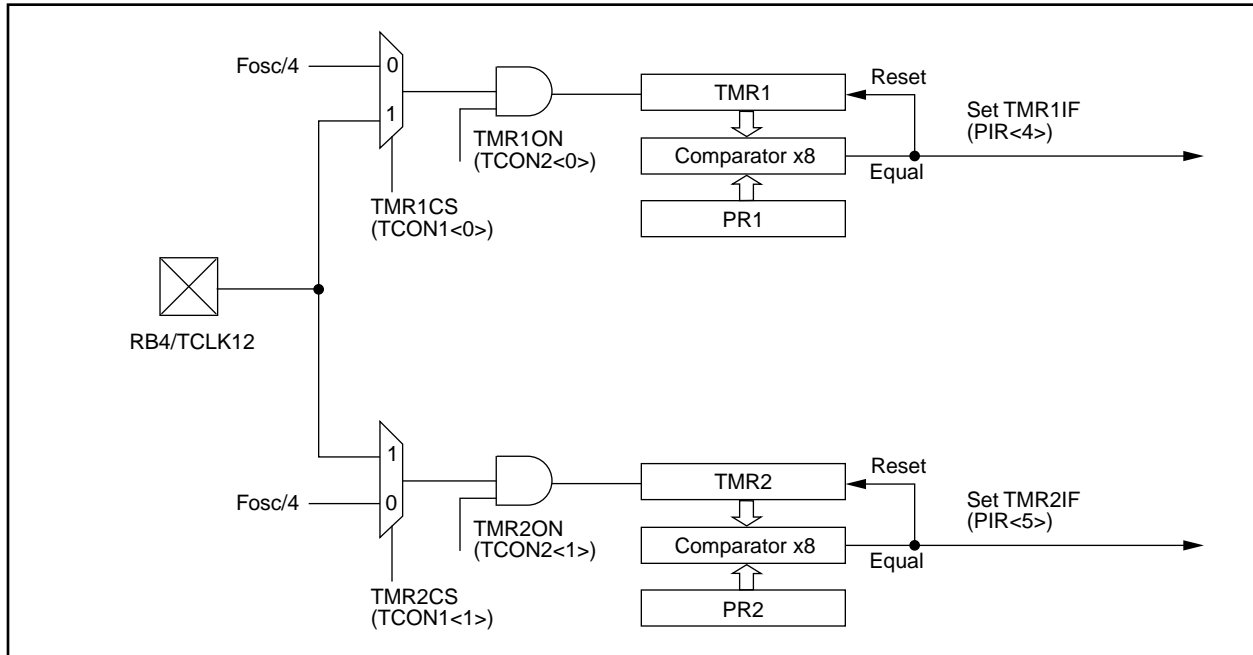 Fosc/4
0
1
TMR1ON
(TCON2<0>)
TMR1CS
(TCON1<0>)
TMR1
Comparator x8
PR1
Reset
Equal
Set TMR1IF
(PIR<4>)
RB4/TCLK12
1
Fosc/4
0
TMR2ON
(TCON2<1>)
TMR2CS
(TCON1<1>)
TMR2
Comparator x8
PR2
Reset
Equal
Set TMR2IF
(PIR<5>)